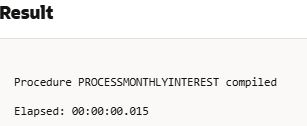 Result
Procedure PROCESSMONTHLYINTEREST compiled
Elapsed: 00:00:00.015